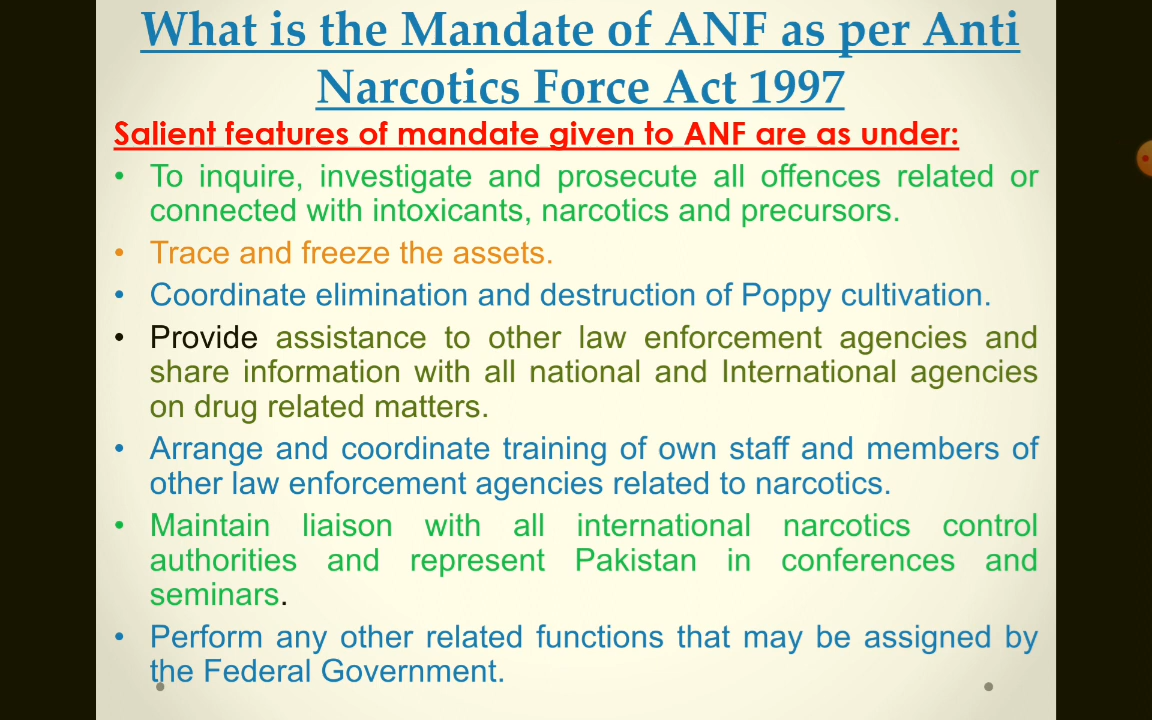 What is the Mandate of ANF as per Anti
Narcotics Force Act 1997
Salient features of mandate given to ANF are as under:
• To inquire, investigate and prosecute all offences related or
connected with intoxicants, narcotics and precursors.
• Trace and freeze the assets.
• Coordinate elimination and destruction of Poppy cultivation.
• Provide assistance to other law enforcement agencies and
share information with all national and International agencies
on drug related matters.
• Arrange and coordinate training of own staff and members of
other law enforcement agencies related to narcotics.
• Maintain liaison with all international narcotics control
authorities and represent Pakistan in conferences and
seminars.
• Perform any other related functions that may be assigned by
the Federal Government.